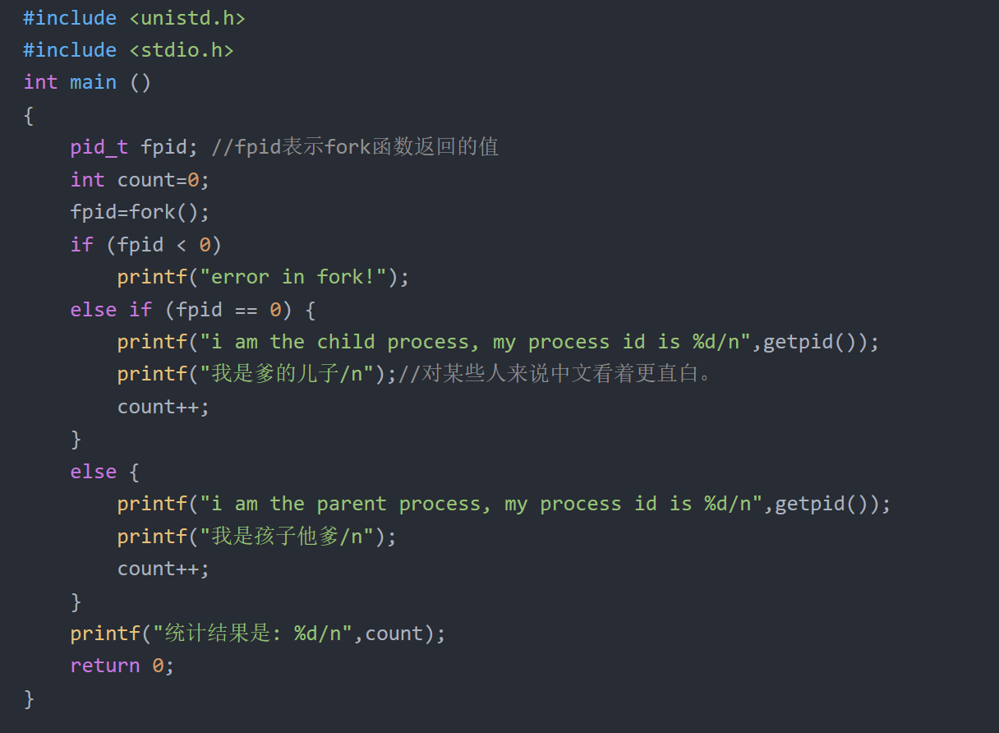 #include <unistd.h>
#include <stdio.h>
int main ()
{
    pid_t fpid; //fpid表示fork函数返回的值
    int count=0;
    fpid=fork();
    if (fpid < 0)
        printf("error in fork!");
    else if (fpid == 0) {
        printf("i am the child process, my process id is %d/n",getpid());
        printf("我是爹的儿子/n");//对某些人来说中文看着更直白。
        count++;
    }
    else {
        printf("i am the parent process, my process id is %d/n",getpid());
        printf("我是孩子他爹/n");
        count++;
    }
    printf("统计结果是: %d/n",count);
    return 0;
}